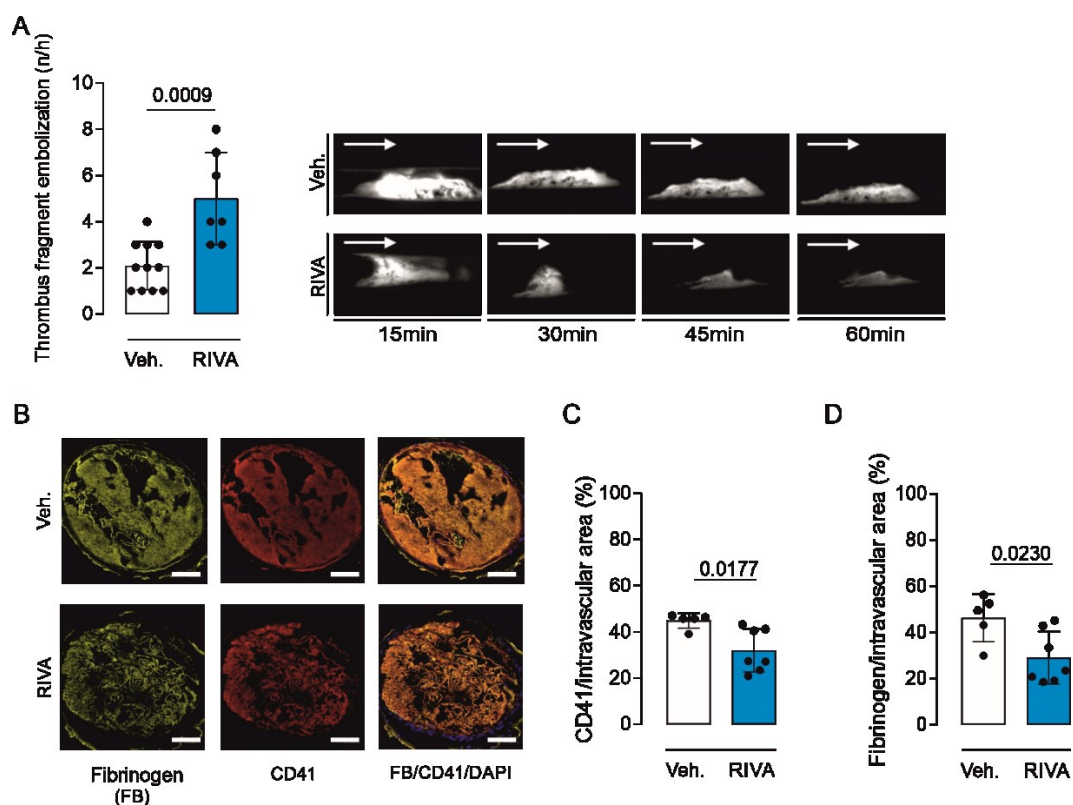 A
Thrombus fragment embolization (n/h)
10
8
6
4
2
0
0.0009
Veh.
RIVA
Veh.
RIVA
15min
30min
45min
60min
B
Veh.
RIVA
Fibrinogen
(FB)
CD41
FB/CD41/DAPI
C
CD41/intravascular area (%)
100
80
60
40
20
0
0.0177
Veh.
RIVA
D
Fibrinogen/intravascular area (%)
100
80
60
40
20
0
0.0230
Veh.
RIVA